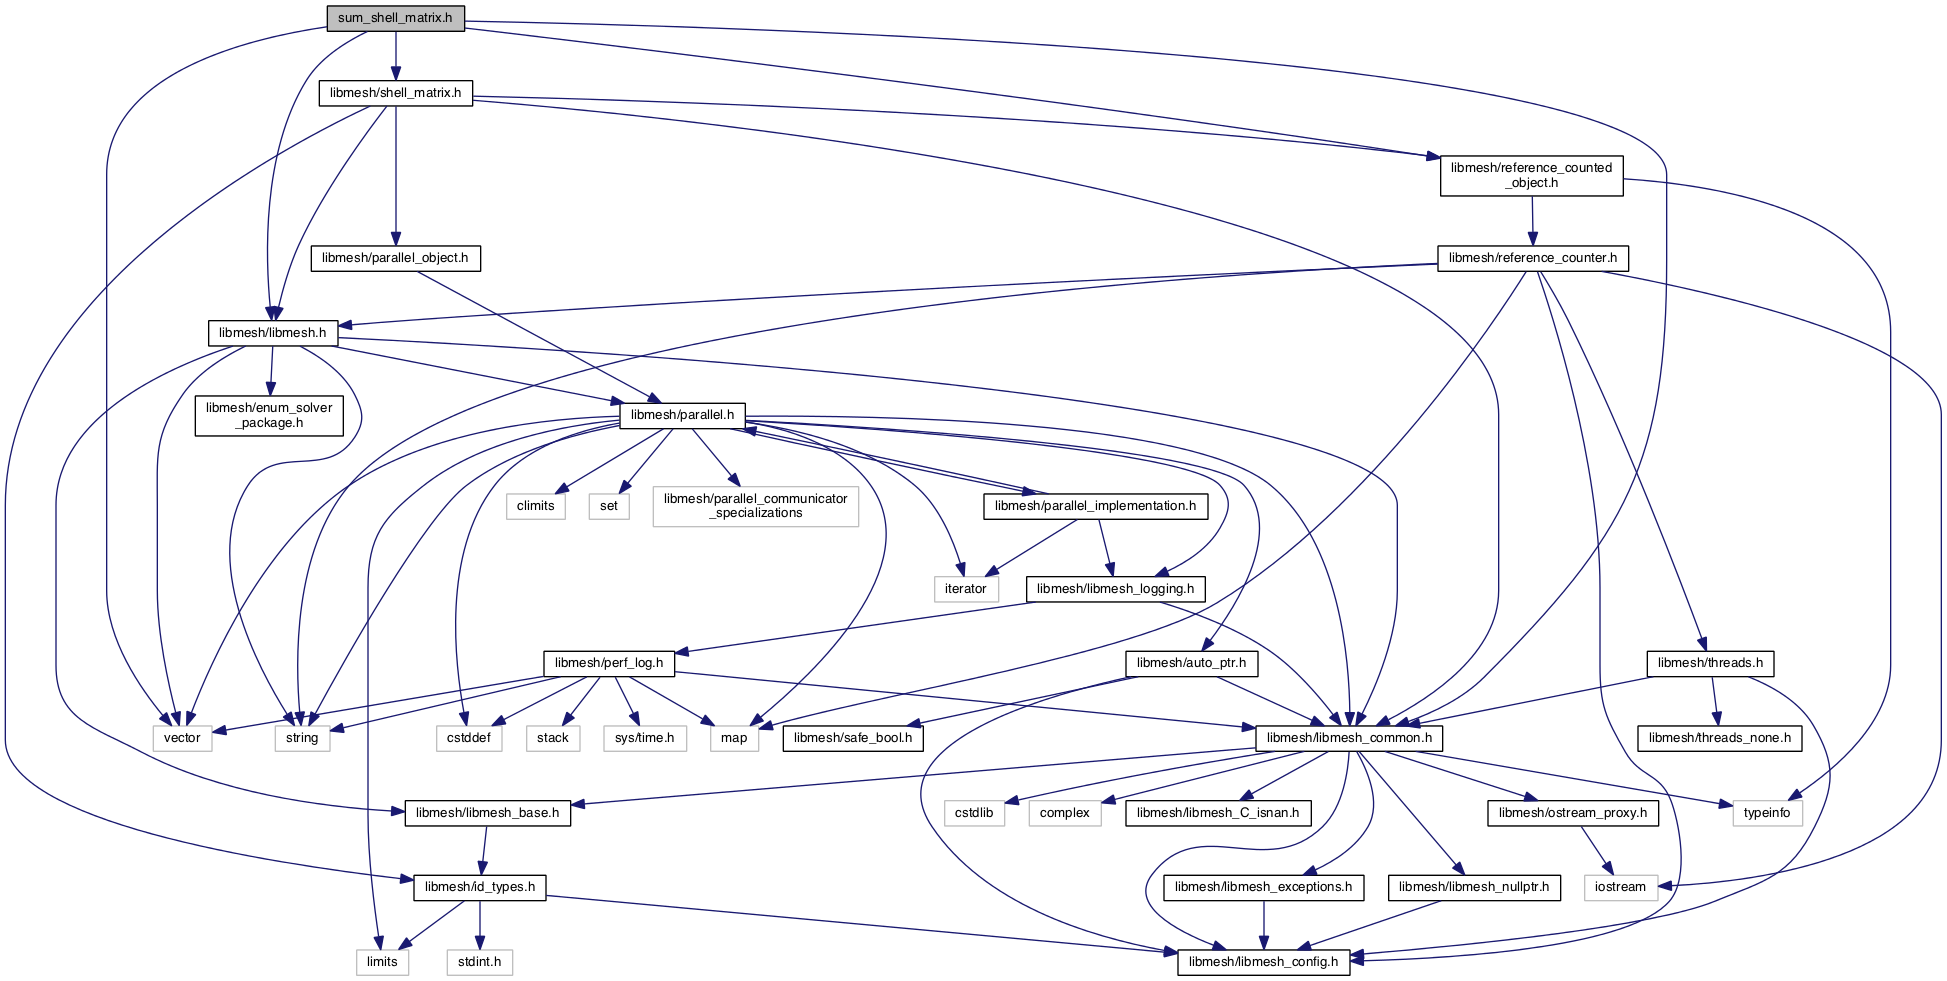 sum_shell_matrix.h
libmesh/shell_matrix.h
libmesh/reference_counted
_object.h
libmesh/parallel_object.h
libmesh/reference_counter.h
libmesh/libmesh.h
libmesh/enum_solver
_package.h
libmesh/parallel.h
climits
set
libmesh/parallel_communicator
_specializations
libmesh/parallel_implementation.h
iterator
libmesh/libmesh_logging.h
libmesh/perf_log.h
libmesh/auto_ptr.h
libmesh/threads.h
vector
string
cstddef
stack
sys/time.h
map
libmesh/safe_bool.h
libmesh/libmesh_common.h
libmesh/threads_none.h
libmesh/libmesh_base.h
cstdlib
complex
libmesh/libmesh_C_isnan.h
libmesh/ostream_proxy.h
typeinfo
libmesh/id_types.h
libmesh/libmesh_exceptions.h
libmesh/libmesh_nullptr.h
iostream
limits
stdint.h
libmesh/libmesh_config.h